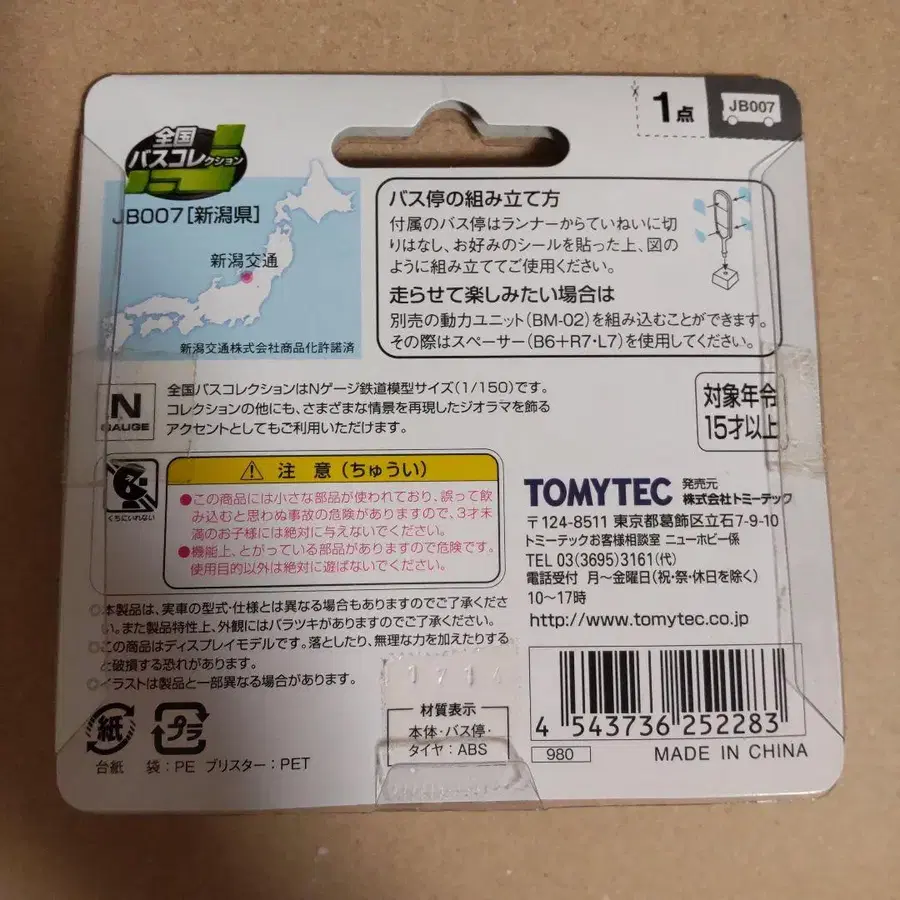 全国
バスコレクション
JB007[新潟県]
新潟交通
新潟交通株式会社商品化許諾済
1点
JB007
バス停の組み立て方
付属のバス停はランナーからていねいに切
りはなし、お好みのシールを貼った上、図の
ように組み立ててご使用ください。
走らせて楽しみたい場合は
別売の動力ユニット(BM-02)を組み込むことができます。
その際はスペーサー(B6+R7・L7)を使用してください。
N
GAUGE
全国バスコレクションはNゲージ鉄道模型サイズ(1/150)です。
コレクションの他にも、さまざまな情景を再現したジオラマを飾る
アクセントとしてもご利用いただけます。
対象年令
15才以上
くちにいれない
注 意(ちゅうい)
●この商品には小さな部品が使われており、誤って飲
み込むと思わぬ事故の危険がありますので、3才未
満のお子様には絶対に与えないでください。
●機能上、とがっている部品がありますので危険です。
使用目的以外は絶対に遊ばないでください。
TOMYTEC 発売元
株式会社トミーテック
〒124-8511 東京都葛飾区立石7-9-10
トミーテックお客様相談室 ニューホビー係
TEL 03(3695)3161(代)
電話受付 月～金曜日(祝・祭・休日を除く)
10～17時
http://www.tomytec.co.jp
○本製品は、実車の型式・仕様とは異なる場合もありますのでご了承くださ
い。また製品特性上、外観にはバラツキがありますのでご了承ください。
○この商品はディスプレイモデルです。落としたり、無理な力を加えたりする
と破損する恐れがあります。
○イラストは製品と一部異なる場合があります。
紙
プラ
台紙 袋:PE ブリスター:PET
材質表示
本体・バス停・
タイヤ:ABS
4 543736 252283
980
MADE IN CHINA